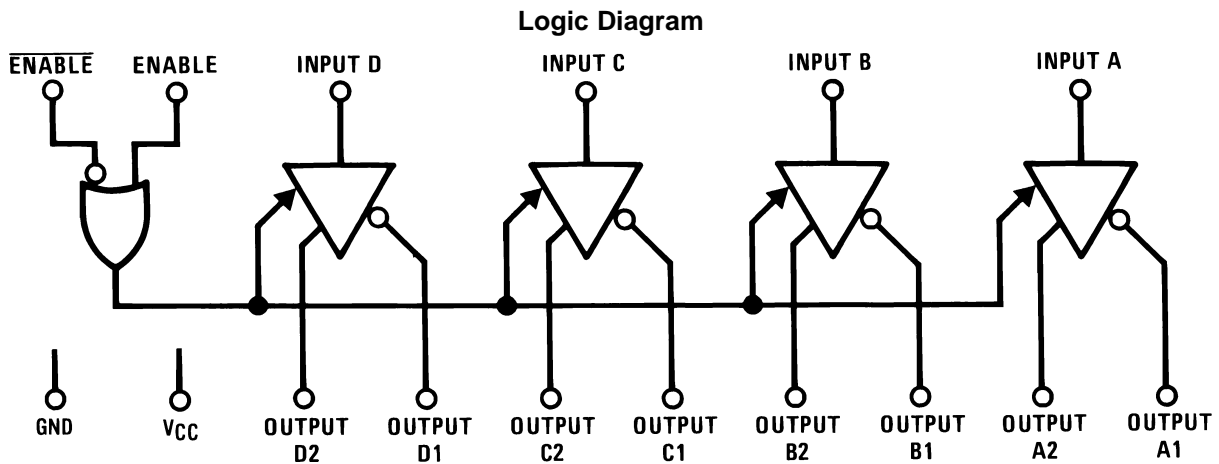 Logic Diagram
E̅N̅A̅B̅L̅E̅ ENABLE INPUT D INPUT C INPUT B INPUT A
GND VCC OUTPUT D2 OUTPUT D1 OUTPUT C2 OUTPUT C1 OUTPUT B2 OUTPUT B1 OUTPUT A2 OUTPUT A1